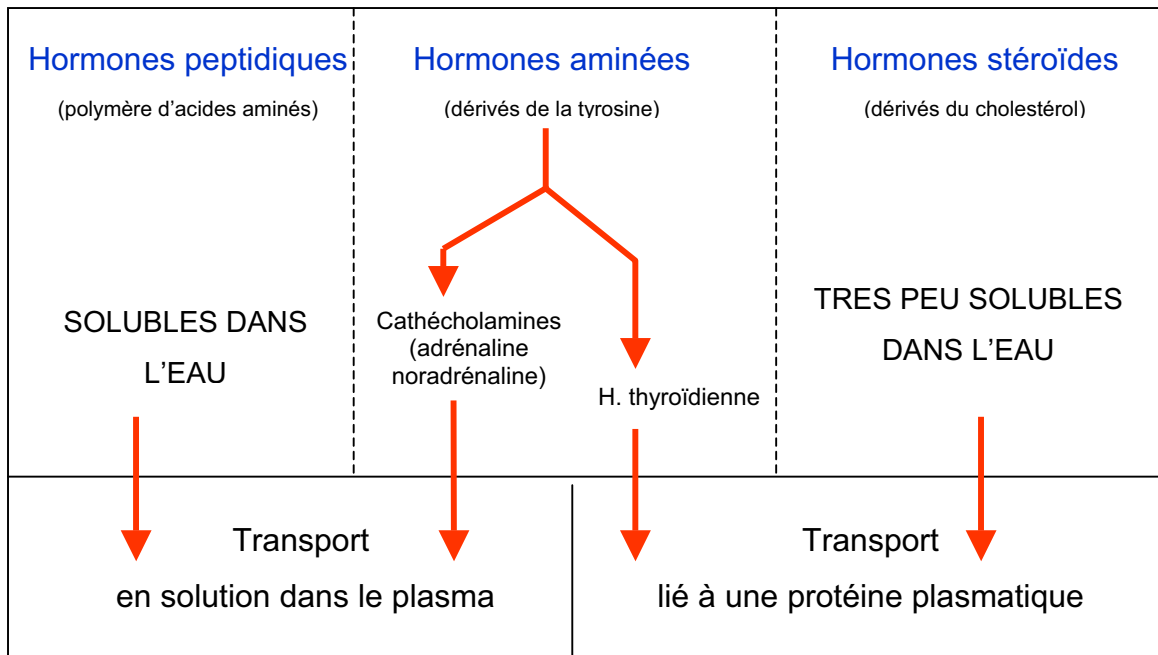 Hormones peptidiques
(polymère d'acides aminés)
SOLUBLES DANS
L'EAU
Hormones aminées
(dérivés de la tyrosine)
Cathécholamines
(adrénaline
noradrénaline)
H. thyroïdienne
Hormones stéroïdes
(dérivés du cholestérol)
TRES PEU SOLUBLES
DANS L'EAU
Transport
en solution dans le plasma
Transport
lié à une protéine plasmatique